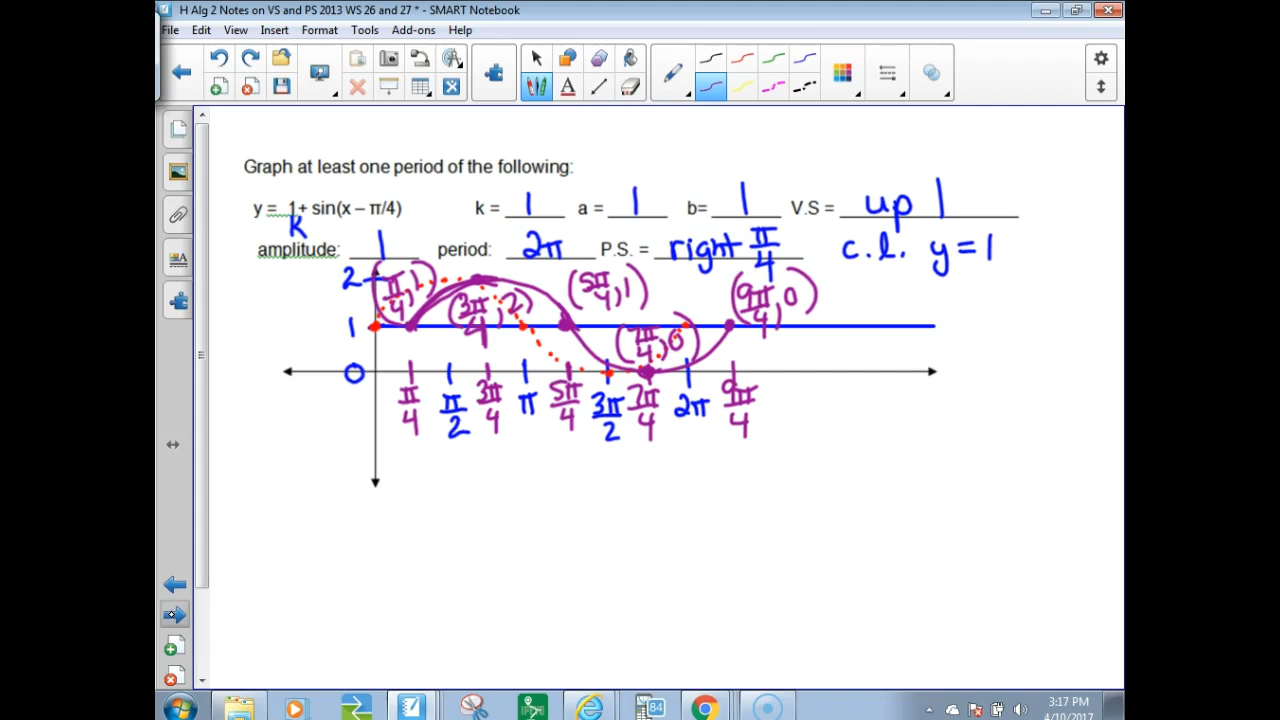 H Alg 2 Notes on VS and PS 2013 WS 26 and 27 * - SMART Notebook
File Edit View Insert Format Tools Add-ons Help
Graph at least one period of the following:
y = 1+ sin(x – π/4) k = 1 a = 1 b= 1 V.S = up 1
k
amplitude: 1 period: 2π P.S. = right π/4 c.l. y = 1
2 (π/4, 1) (3π/4, 2) (5π/4, 1) (9π/4, 0)
1 (π/4, 0)
0
π/4 π/2 3π/4 π 5π/4 3π/2 7π/4 2π 9π/4
84
3:17 PM
4/10/2017